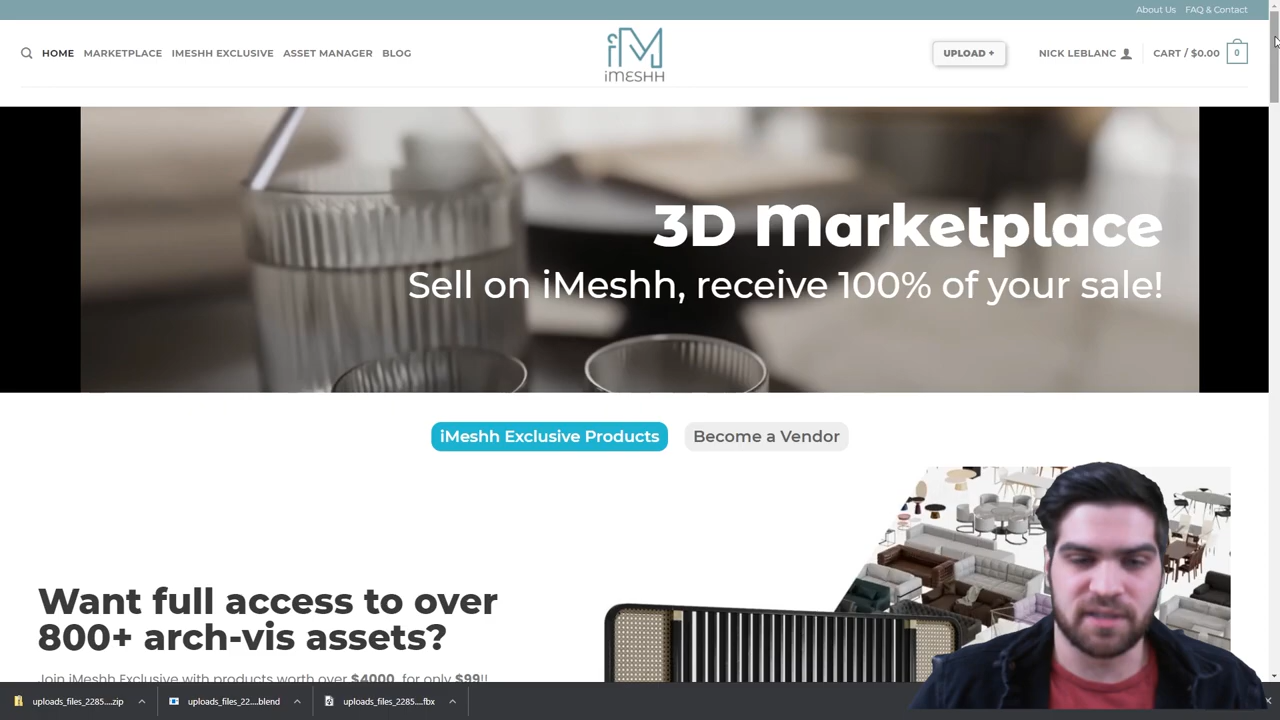 About Us FAQ & Contact
HOME MARKETPLACE IMESHH EXCLUSIVE ASSET MANAGER BLOG
iMESHH
UPLOAD +
NICK LEBLANC
CART / $0.00 0
3D Marketplace
Sell on iMeshh, receive 100% of your sale!
iMeshh Exclusive Products
Become a Vendor
Want full access to over
800+ arch-vis assets?
Join iMeshh Exclusive with products worth over $4000, for only $99!!
uploads_files_2285....zip
uploads_files_22....blend
uploads_files_2285....fbx